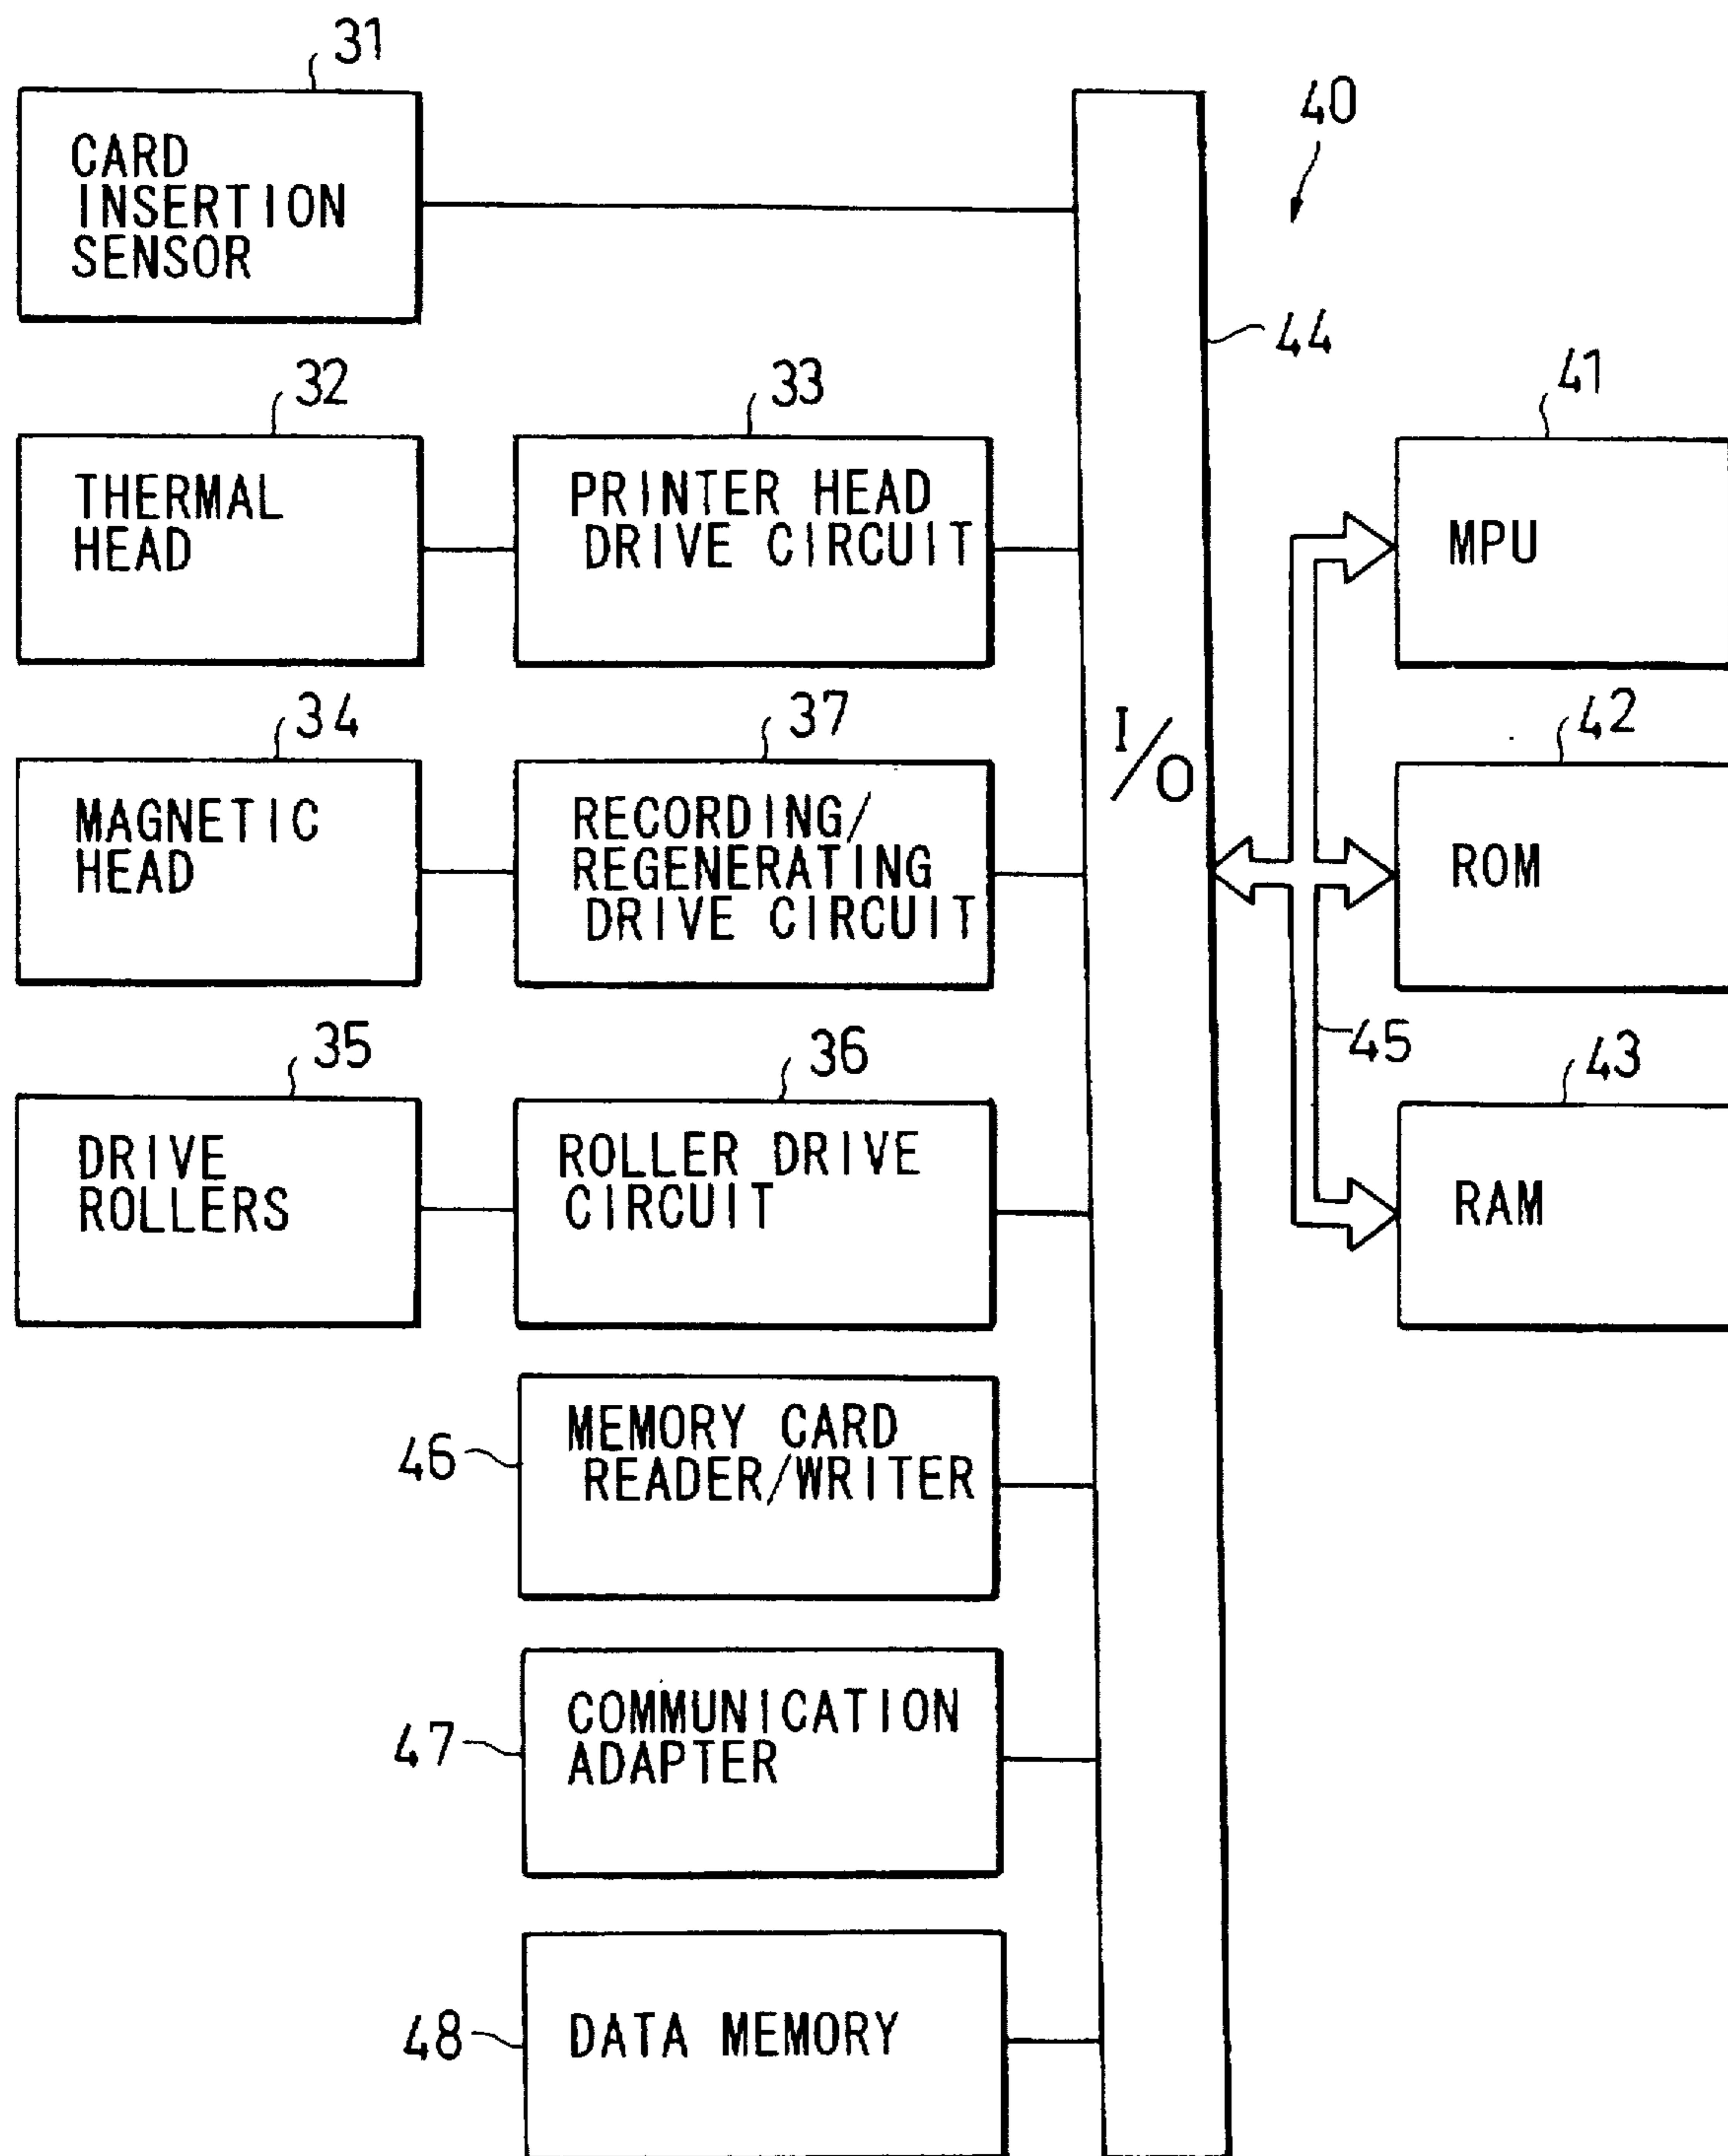 31
CARD
INSERTION
SENSOR
40
44
32
THERMAL
HEAD
33
PRINTER HEAD
DRIVE CIRCUIT
41
MPU
34
MAGNETIC
HEAD
37
RECORDING/
REGENERATING
DRIVE CIRCUIT
I/O
42
ROM
45
35
DRIVE
ROLLERS
36
ROLLER DRIVE
CIRCUIT
43
RAM
46
MEMORY CARD
READER/WRITER
47
COMMUNICATION
ADAPTER
48
DATA MEMORY